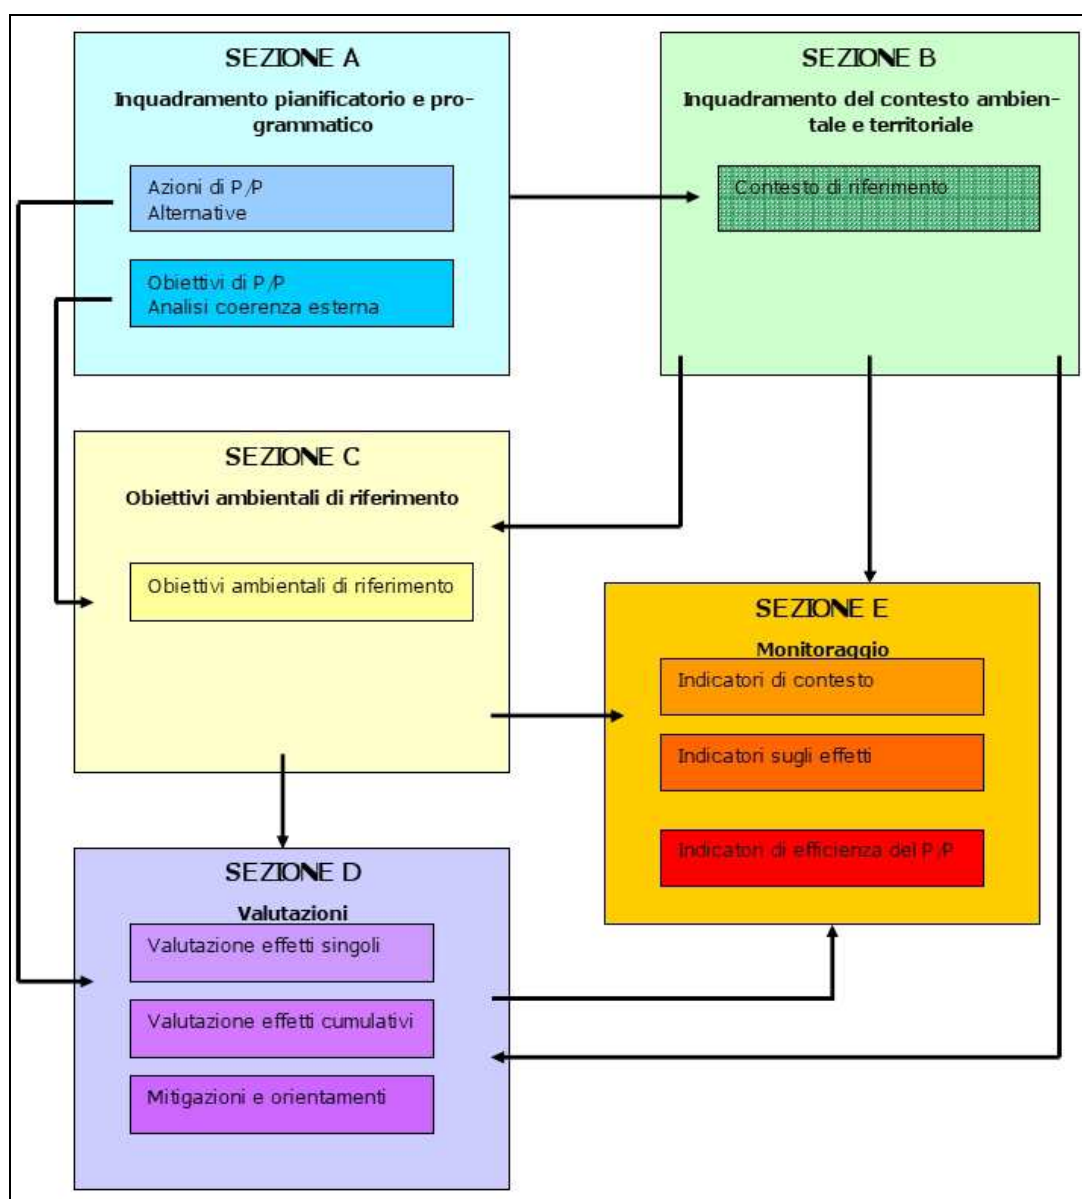 SEZIONE A
Inquadramento pianificatorio e pro-
grammatico
Azioni di P/P
Alternative
Obiettivi di P/P
Analisi coerenza esterna
SEZIONE B
Inquadramento del contesto ambien-
tale e territoriale
Contesto di riferimento
SEZIONE C
Obiettivi ambientali di riferimento
Obiettivi ambientali di riferimento
SEZIONE E
Monitoraggio
Indicatori di contesto
Indicatori sugli effetti
Indicatori di efficienza del P/P
SEZIONE D
Valutazioni
Valutazione effetti singoli
Valutazione effetti cumulativi
Mitigazioni e orientamenti